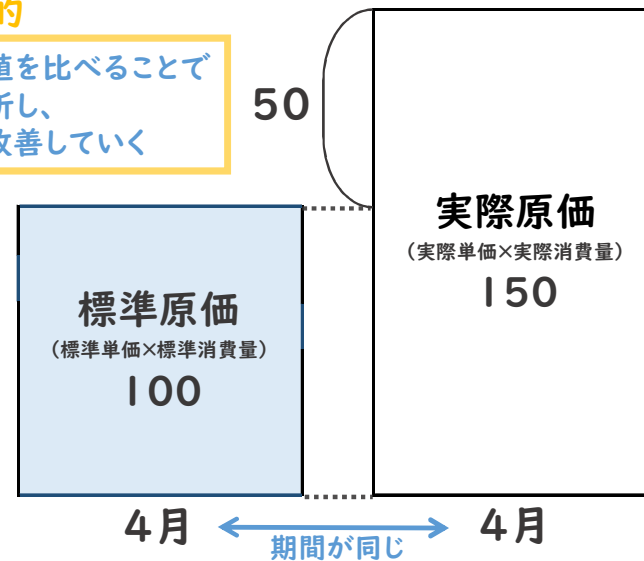 的
値を比べることで
析し、
改善していく
50
実際原価
（実際単価×実際消費量）
150
標準原価
（標準単価×標準消費量）
100
4月
期間が同じ
4月